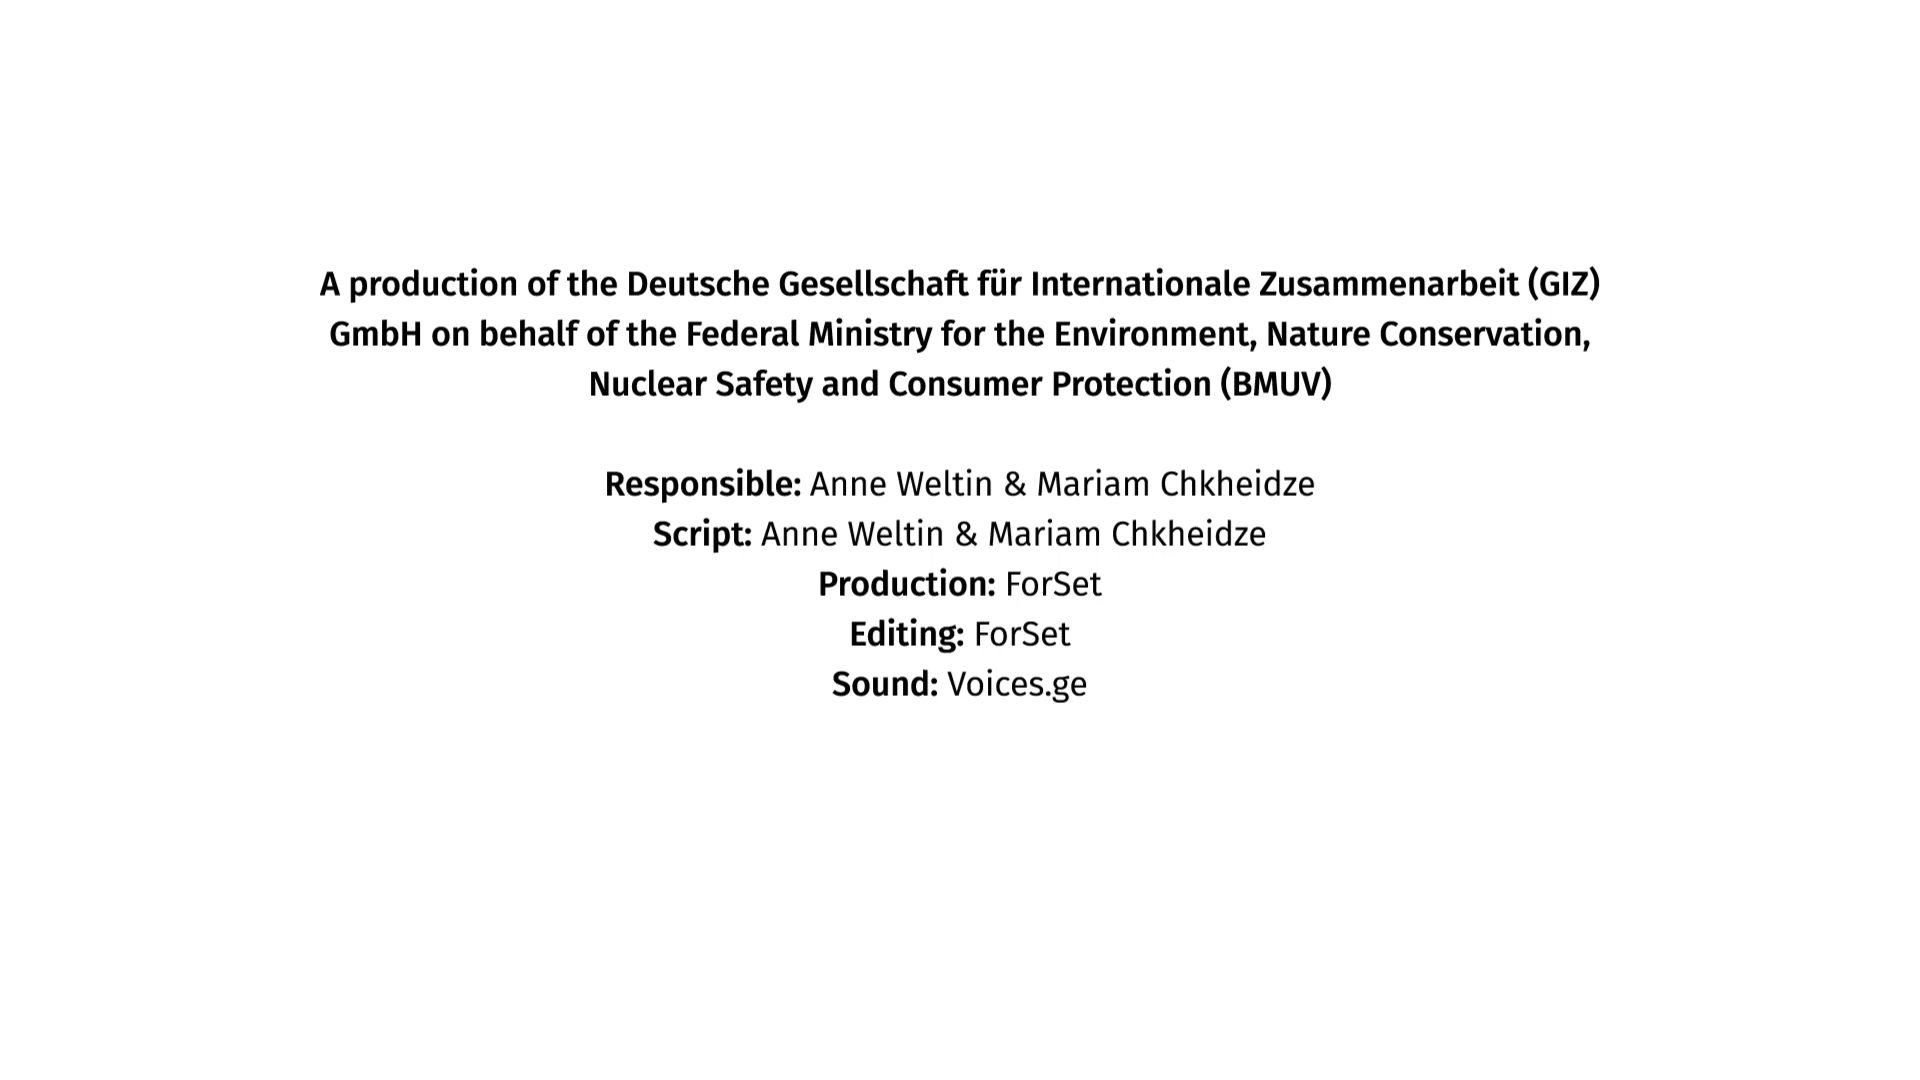 A production of the Deutsche Gesellschaft für Internationale Zusammenarbeit (GIZ)
GmbH on behalf of the Federal Ministry for the Environment, Nature Conservation,
Nuclear Safety and Consumer Protection (BMUV)
Responsible: Anne Weltin & Mariam Chkheidze
Script: Anne Weltin & Mariam Chkheidze
Production: ForSet
Editing: ForSet
Sound: Voices.ge